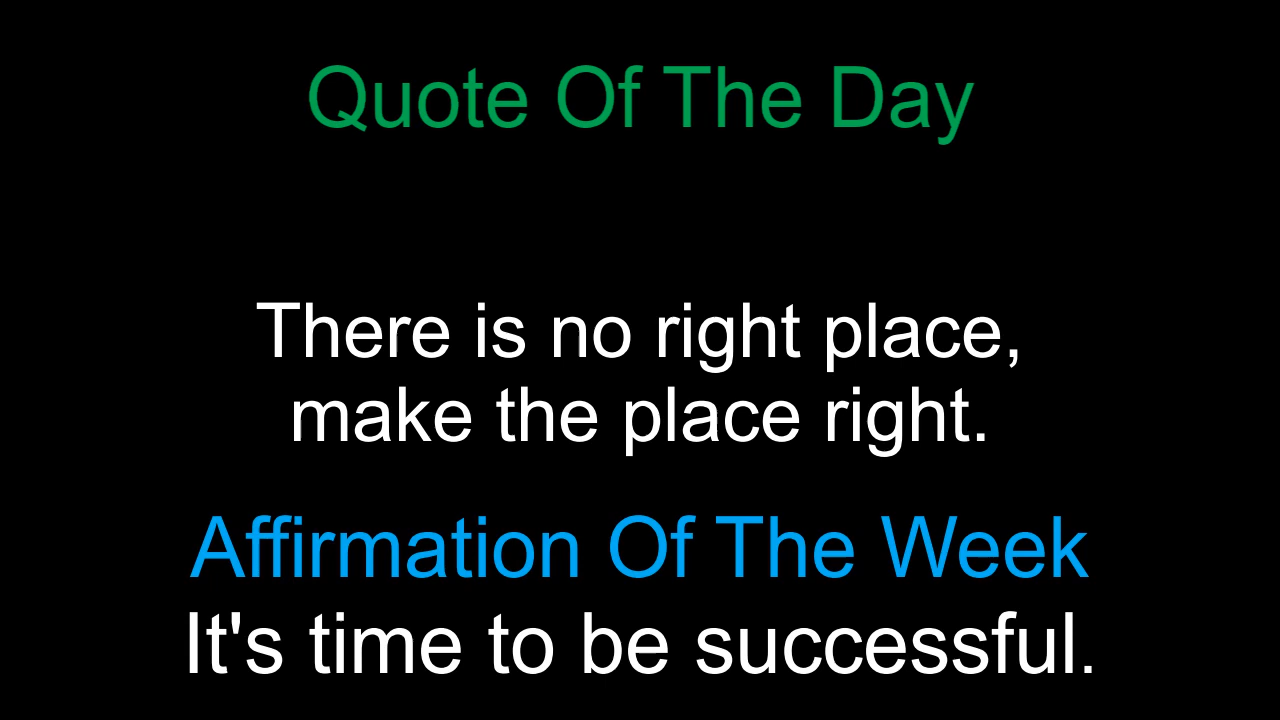 Quote Of The Day
There is no right place,
make the place right.
Affirmation Of The Week
It's time to be successful.